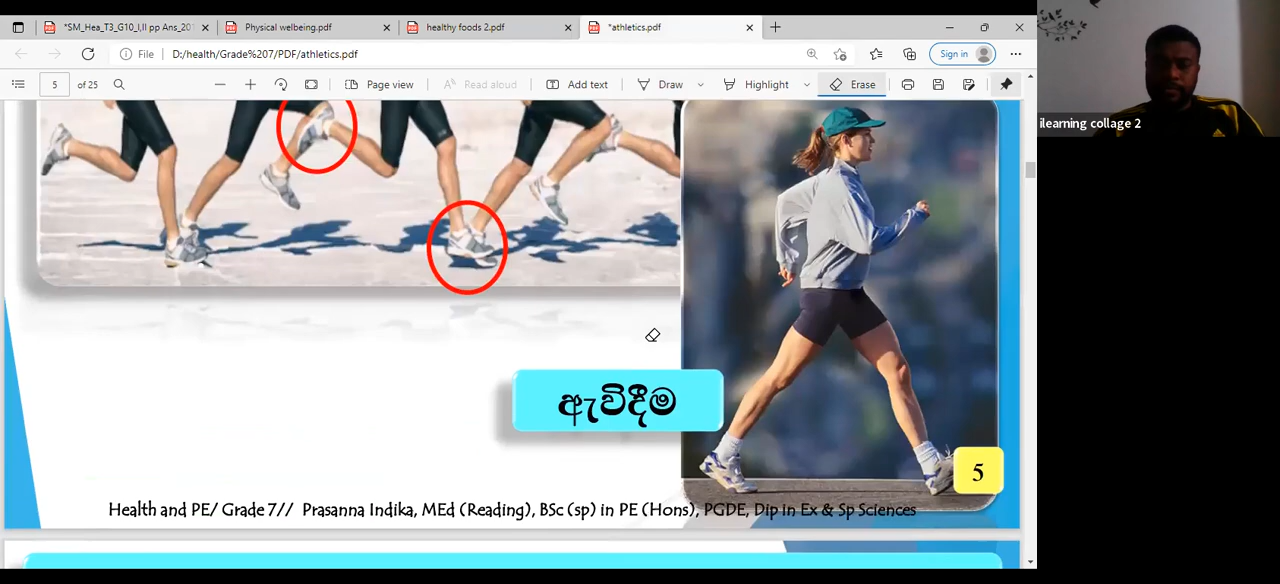 *SM_Hea_T3_G10_I,II pp Ans_201
Physical welbeing.pdf
healthy foods 2.pdf
*athletics.pdf
File
D:/health/Grade%207/PDF/athletics.pdf
Sign in
5 of 25
Page view
Read aloud
Add text
Draw
Highlight
Erase
ilearning collage 2
ඇවිදීම
5
Health and PE/ Grade 7// Prasanna Indika, MEd (Reading), BSc (sp) in PE (Hons), PGDE, Dip in Ex & Sp Sciences